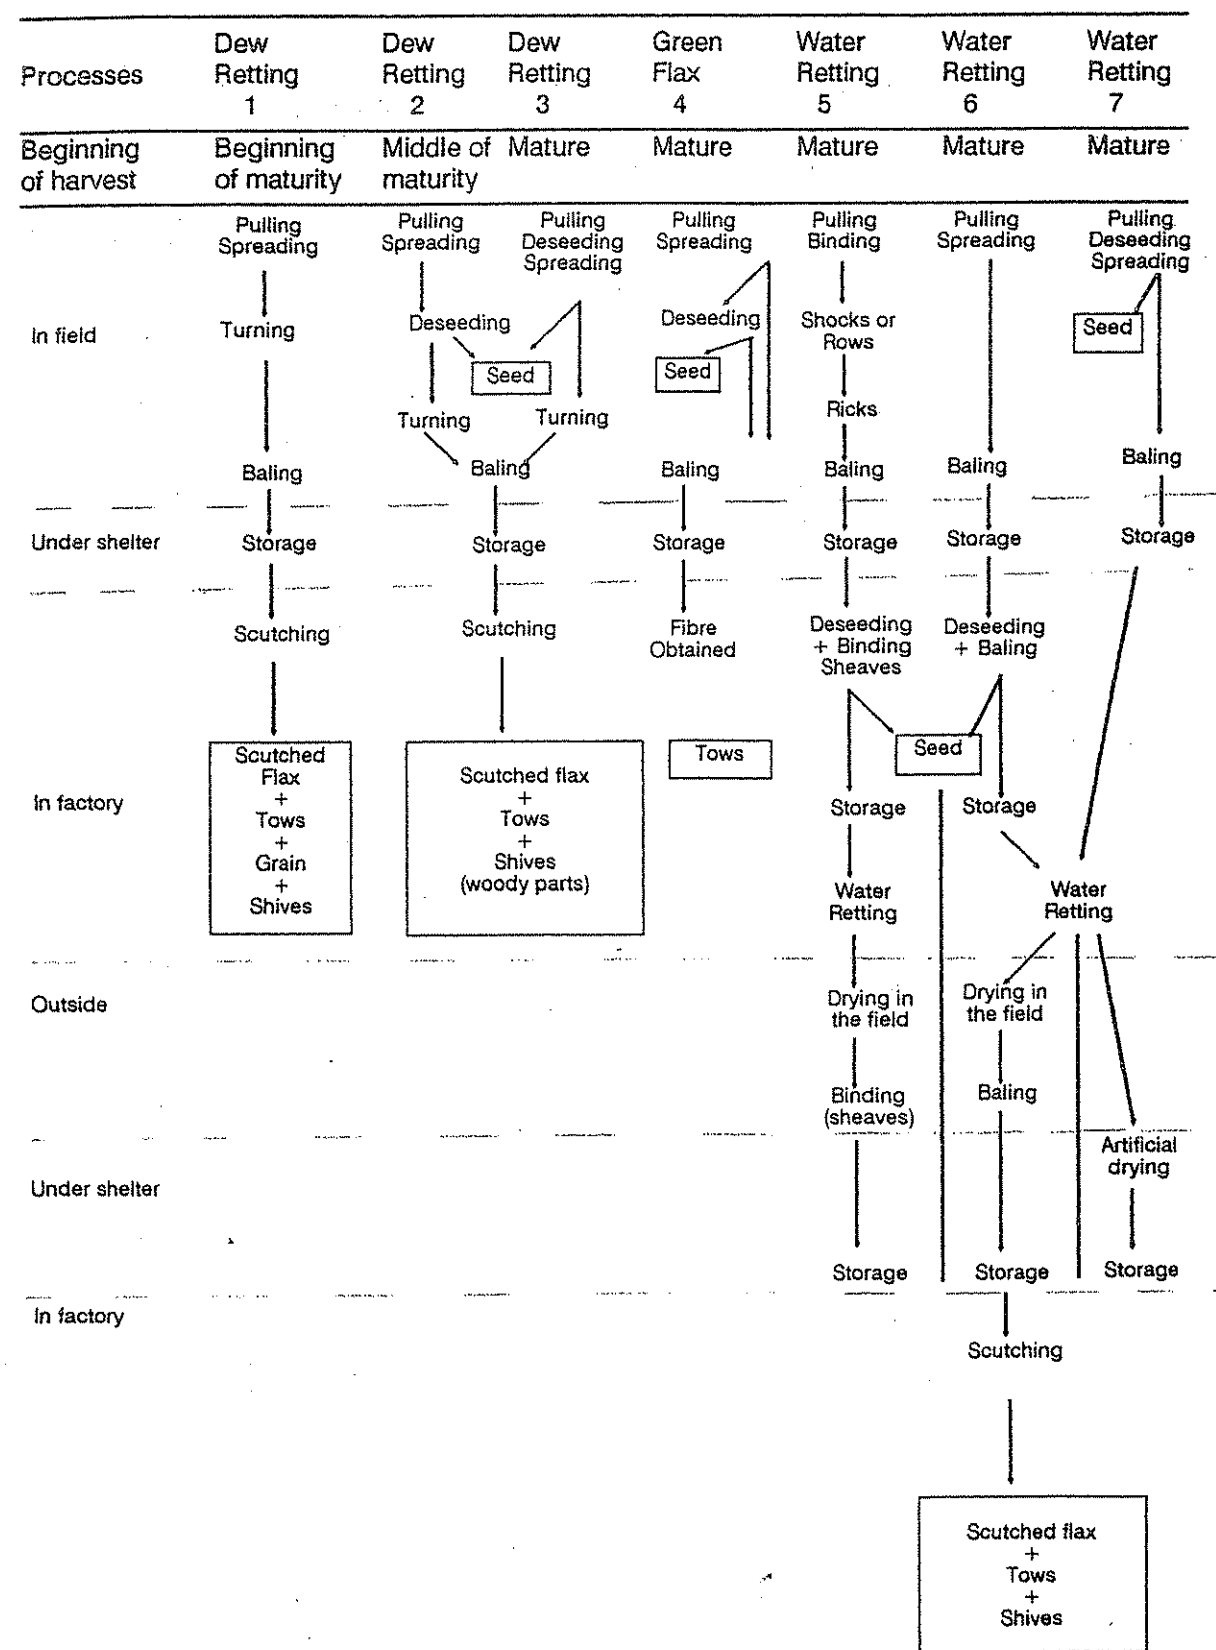 Processes
Dew Retting 1
Dew Retting 2
Dew Retting 3
Green Flax 4
Water Retting 5
Water Retting 6
Water Retting 7
Beginning of harvest
Beginning of maturity
Middle of maturity
Mature
Mature
Mature
Mature
Mature
In field
Pulling
Spreading
Turning
Baling
Pulling
Spreading
Deseeding
Seed
Turning
Pulling
Deseeding
Spreading
Turning
Baling
Pulling
Spreading
Deseeding
Seed
Baling
Pulling
Binding
Shocks or
Rows
Ricks
Baling
Pulling
Spreading
Baling
Pulling
Deseeding
Spreading
Seed
Baling
Under shelter
Storage
Storage
Storage
Storage
Storage
Storage
In factory
Scutching
Scutched
Flax
+
Tows
+
Grain
+
Shives
Scutching
Scutched flax
+
Tows
+
Shives
(woody parts)
Fibre
Obtained
Tows
Deseeding
+ Binding
Sheaves
Deseeding
+ Baling
Seed
Storage
Storage
Water
Retting
Water
Retting
Outside
Drying in
the field
Binding
(sheaves)
Drying in
the field
Baling
Under shelter
Artificial
drying
Storage
Storage
Storage
In factory
Scutching
Scutched flax
+
Tows
+
Shives